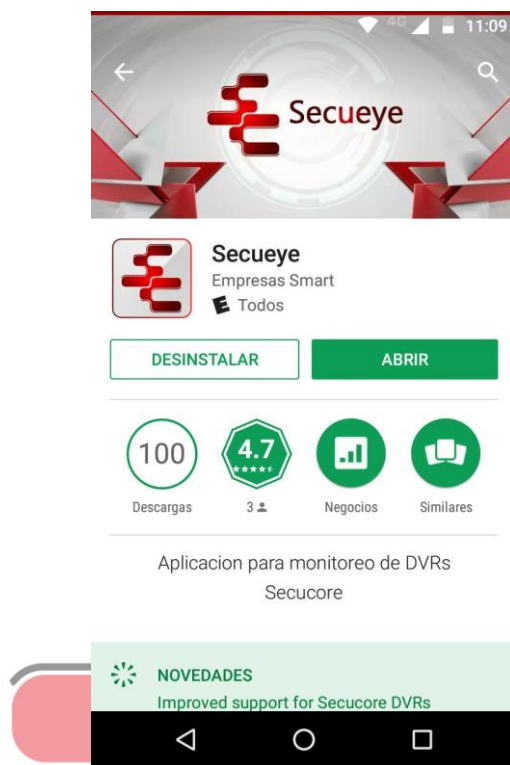 4G 11:09
Secueye
Secueye
Empresas Smart
E Todos
DESINSTALAR ABRIR
100 4.7
Descargas 3 Negocios Similares
Aplicacion para monitoreo de DVRs
Secucore
NOVEDADES
Improved support for Secucore DVRs